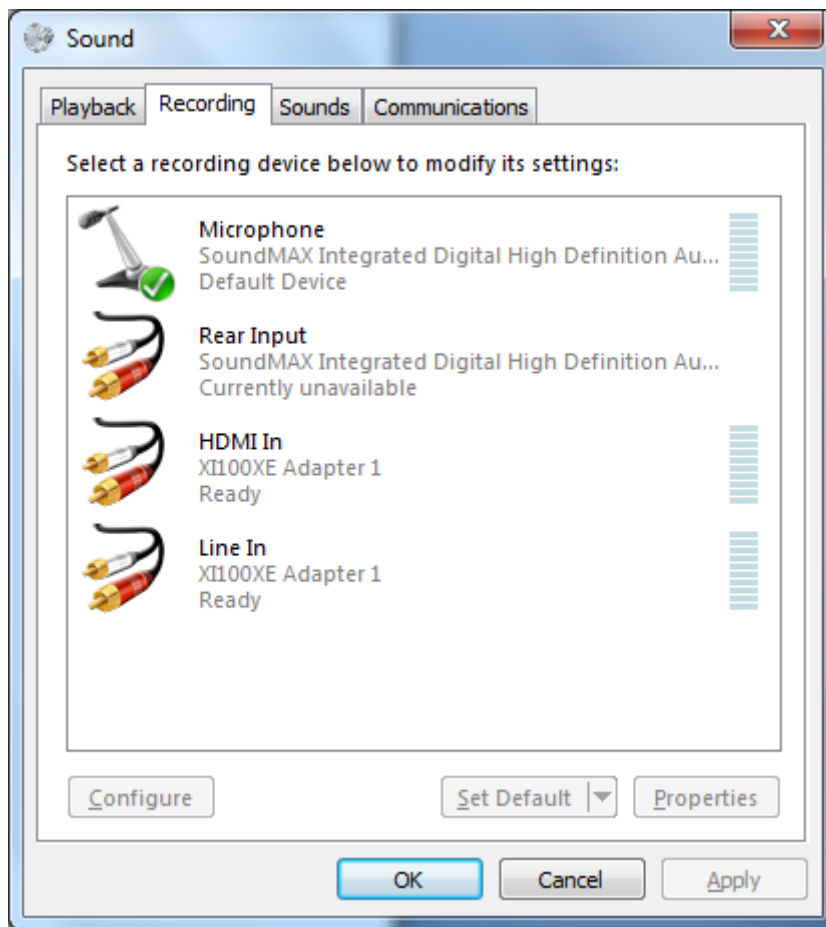 Sound
Playback Recording Sounds Communications
Select a recording device below to modify its settings:
Microphone
SoundMAX Integrated Digital High Definition Au...
Default Device
Rear Input
SoundMAX Integrated Digital High Definition Au...
Currently unavailable
HDMI In
XI100XE Adapter 1
Ready
Line In
XI100XE Adapter 1
Ready
Configure Set Default Properties
OK Cancel Apply